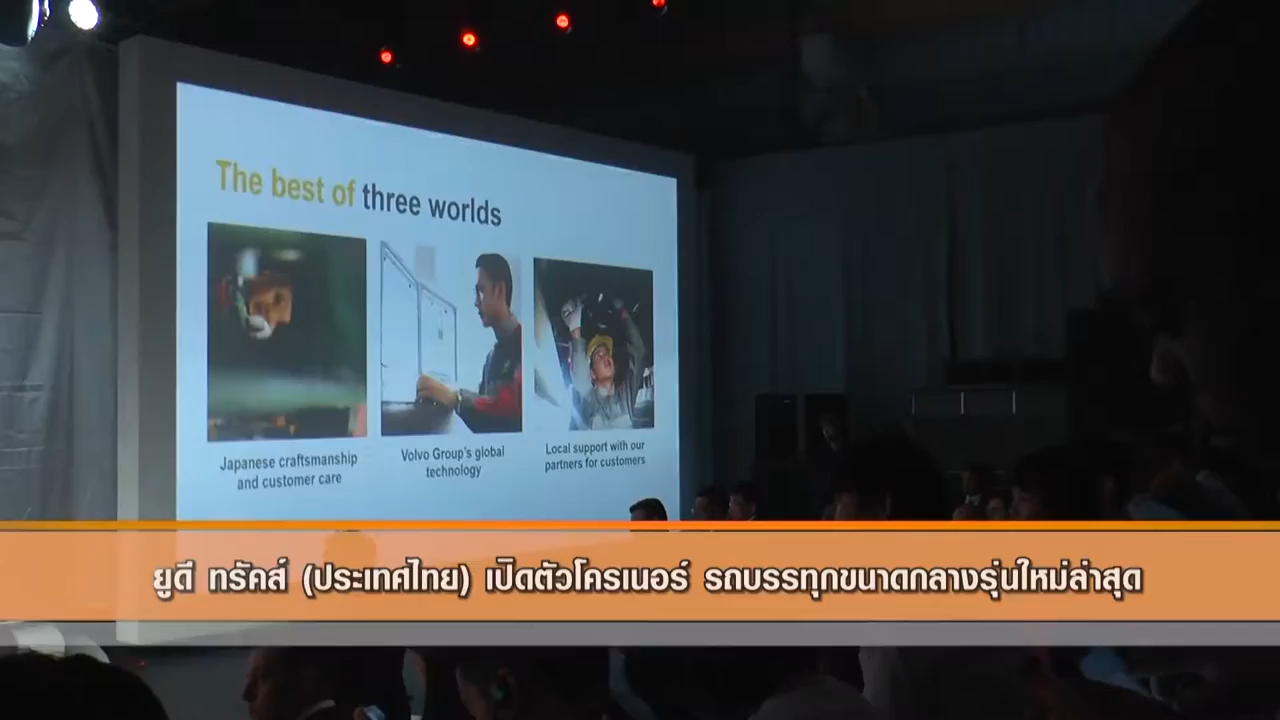 The best of three worlds
Japanese craftsmanship
and customer care
Volvo Group's global
technology
Local support with our
partners for customers
ยูดี ทรัคส์ (ประเทศไทย) เปิดตัวโครเนอร์ รถบรรทุกขนาดกลางรุ่นใหม่ล่าสุด